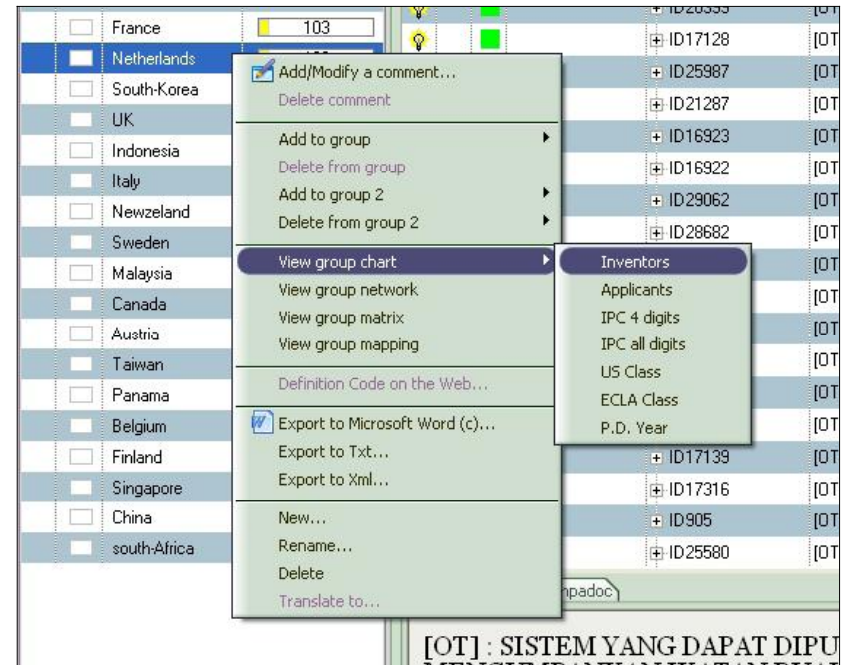 France 103
Netherlands
South-Korea
UK
Indonesia
Italy
Newzeland
Sweden
Malaysia
Canada
Austria
Taiwan
Panama
Belgium
Finland
Singapore
China
south-Africa
Add/Modify a comment...
Delete comment
Add to group
Delete from group
Add to group 2
Delete from group 2
View group chart
View group network
View group matrix
View group mapping
Definition Code on the Web...
Export to Microsoft Word (c)...
Export to Txt...
Export to Xml...
New...
Rename...
Delete
Translate to...
Inventors
Applicants
IPC 4 digits
IPC all digits
US Class
ECLA Class
P.D. Year
ID17128 [OT
ID25987 [OT
ID21287 [OT
ID16923 [OT
ID16922 [OT
ID29062 [OT
ID28682 [OT
[OT
[OT
[OT
[OT
[OT
[OT
ID17139 [OT
ID17316 [OT
ID905 [OT
ID25580 [OT
npadoc
[OT] : SISTEM YANG DAPAT DIPU